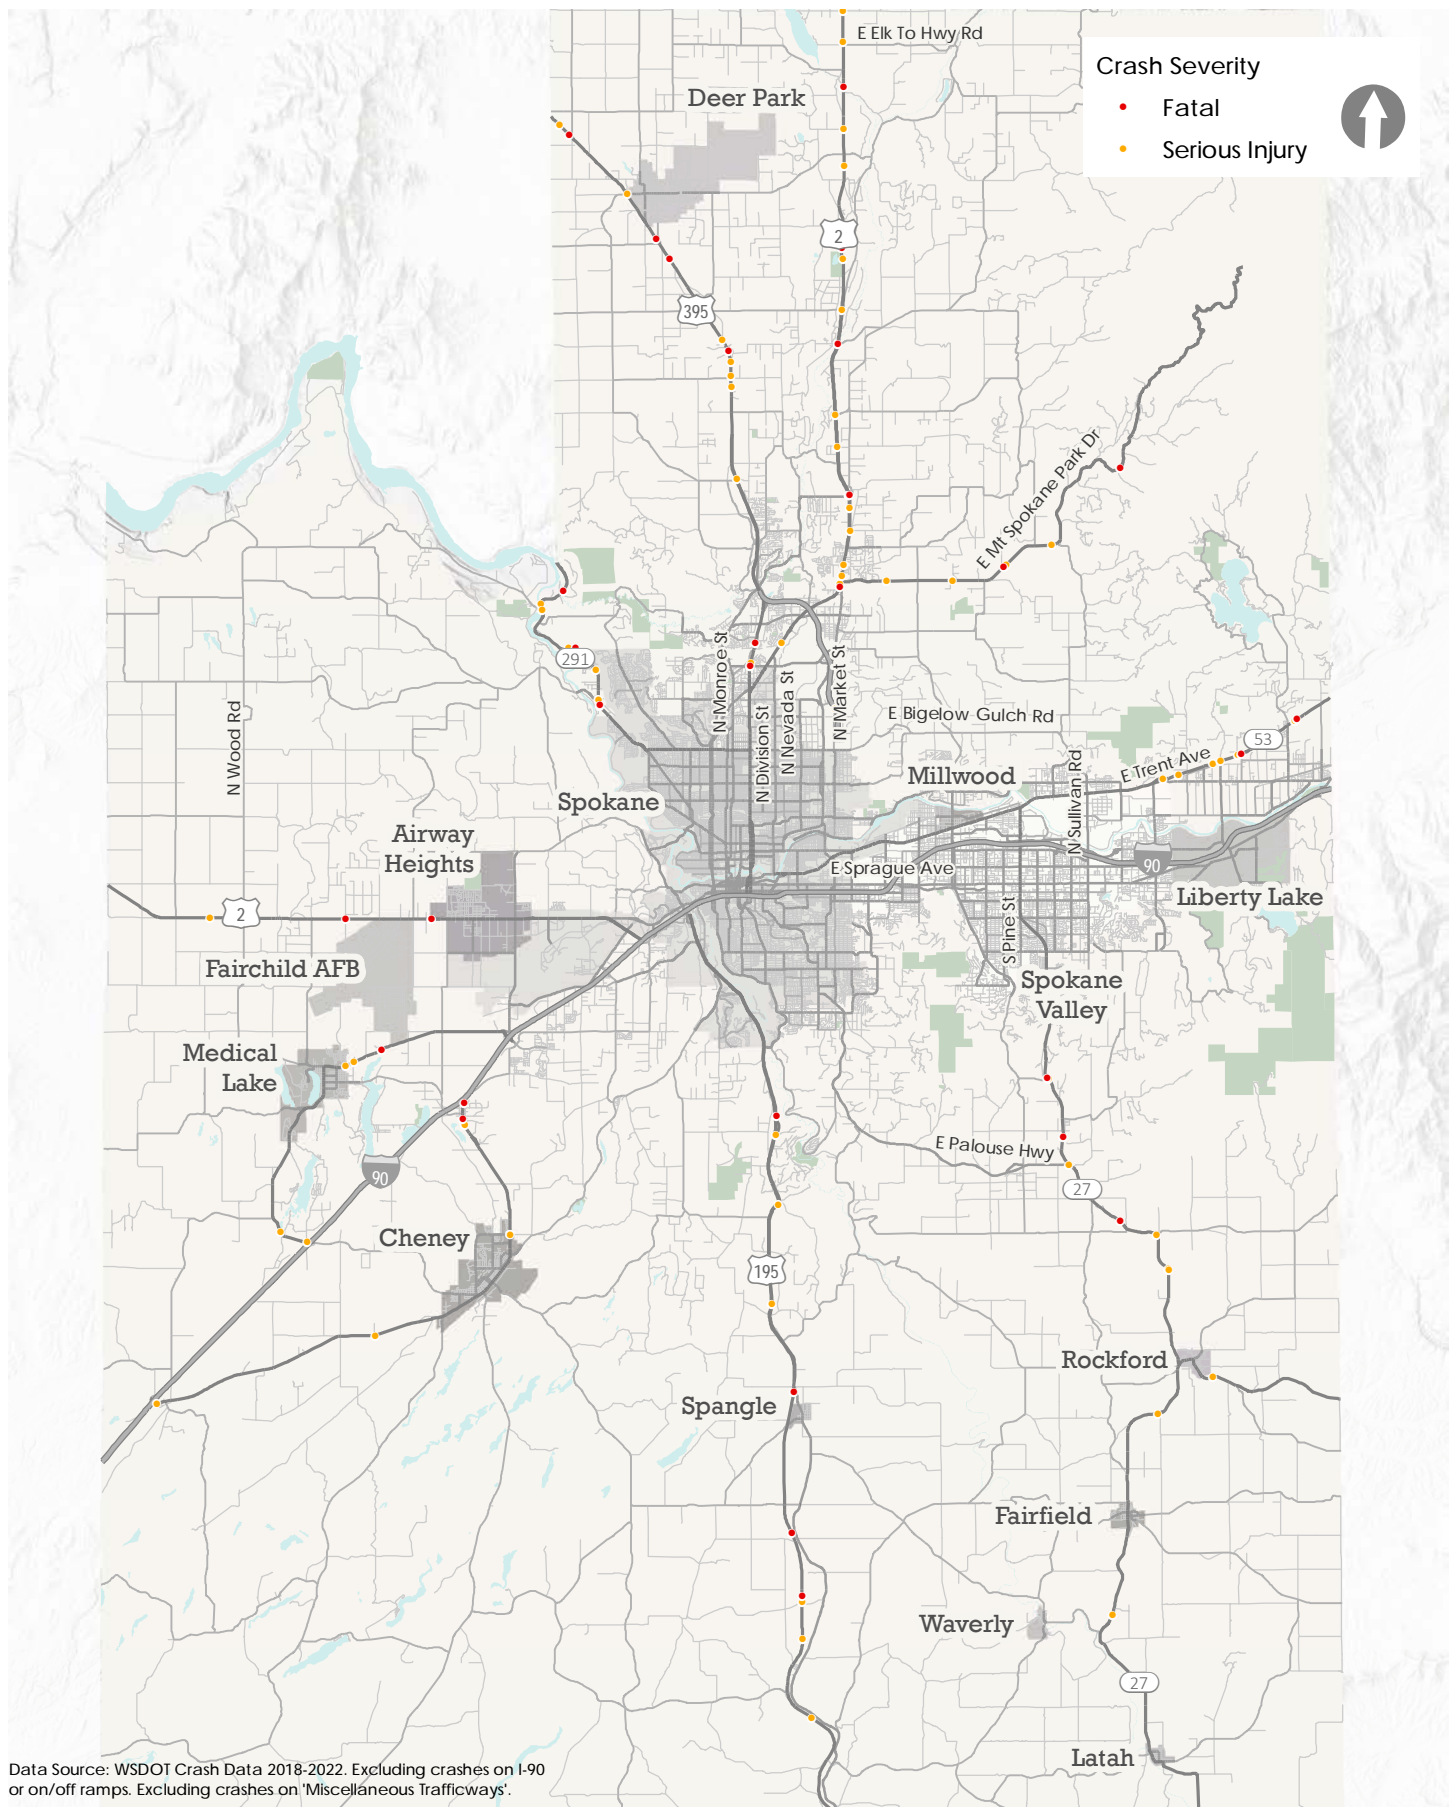 E Elk To Hwy Rd
Crash Severity
Fatal
Serious Injury
Deer Park
2
395
E Mt Spokane Park Dr
291
N Monroe St
N Market St
N Nevada St
N Division St
N Wood Rd
E Bigelow Gulch Rd
53
E Trent Ave
N Sullivan Rd
Millwood
Spokane
Airway
Heights
E Sprague Ave
90
Liberty Lake
2
S Pine St
Fairchild AFB
Spokane
Valley
Medical
Lake
E Palouse Hwy
90
27
Cheney
195
Rockford
Spangle
Fairfield
Waverly
27
Latah
Data Source: WSDOT Crash Data 2018-2022. Excluding crashes on I-90
or on/off ramps. Excluding crashes on 'Miscellaneous Trafficways'.